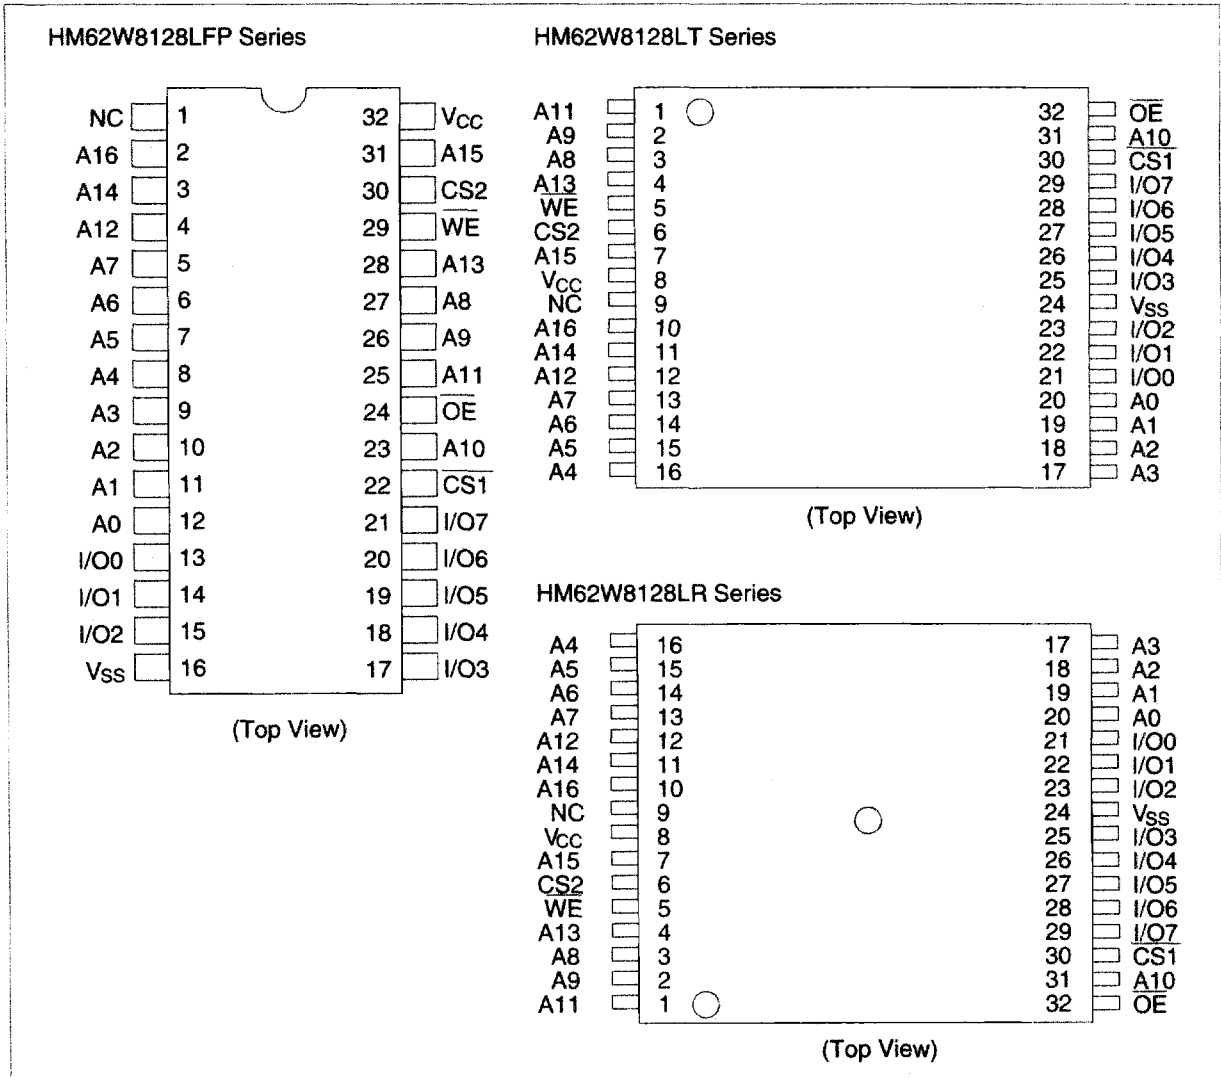 HM62W8128LFP Series
NC 1 32 VCC
A16 2 31 A15
A14 3 30 CS2
A12 4 29 W̅E̅
A7 5 28 A13
A6 6 27 A8
A5 7 26 A9
A4 8 25 A11
A3 9 24 O̅E̅
A2 10 23 A10
A1 11 22 C̅S̅1̅
A0 12 21 I/O7
I/O0 13 20 I/O6
I/O1 14 19 I/O5
I/O2 15 18 I/O4
VSS 16 17 I/O3
(Top View)
HM62W8128LT Series
A11 1 32 O̅E̅
A9 2 31 A10
A8 3 30 C̅S̅1̅
A13 4 29 I/O7
W̅E̅ 5 28 I/O6
CS2 6 27 I/O5
A15 7 26 I/O4
VCC 8 25 I/O3
NC 9 24 VSS
A16 10 23 I/O2
A14 11 22 I/O1
A12 12 21 I/O0
A7 13 20 A0
A6 14 19 A1
A5 15 18 A2
A4 16 17 A3
(Top View)
HM62W8128LR Series
A4 16 17 A3
A5 15 18 A2
A6 14 19 A1
A7 13 20 A0
A12 12 21 I/O0
A14 11 22 I/O1
A16 10 23 I/O2
NC 9 24 VSS
VCC 8 25 I/O3
A15 7 26 I/O4
CS2 6 27 I/O5
W̅E̅ 5 28 I/O6
A13 4 29 I/O7
A8 3 30 C̅S̅1̅
A9 2 31 A10
A11 1 32 O̅E̅
(Top View)